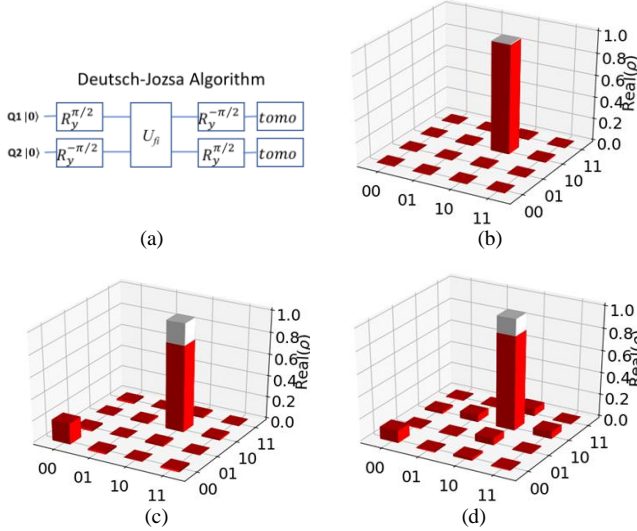 Deutsch-Jozsa Algorithm
Q1 |0⟩ R_y^{π/2} U_{fi} R_y^{-π/2} tomo
Q2 |0⟩ R_y^{-π/2} R_y^{π/2} tomo
(a)
1.0
0.8
0.6
0.4
0.2
0.0
Real(ρ)
00 01 10 11
00 01 10 11
(b)
1.0
0.8
0.6
0.4
0.2
0.0
Real(ρ)
00 01 10 11
00 01 10 11
(c)
1.0
0.8
0.6
0.4
0.2
0.0
Real(ρ)
00 01 10 11
00 01 10 11
(d)